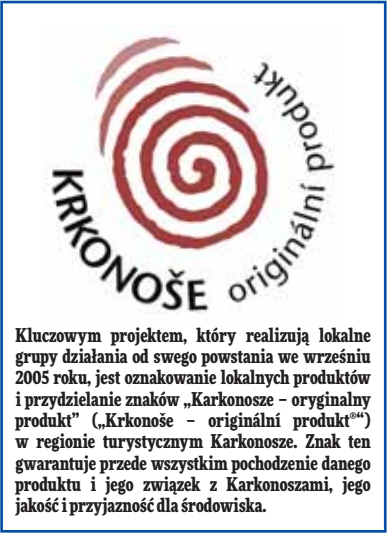 KRKONOŠE originální produkt
Kluczowym projektem, który realizują lokalne
grupy działania od swego powstania we wrześniu
2005 roku, jest oznakowanie lokalnych produktów
i przydzielanie znaków „Karkonosze – oryginalny
produkt” („Krkonoše – originální produkt®“)
w regionie turystycznym Karkonosze. Znak ten
gwarantuje przede wszystkim pochodzenie danego
produktu i jego związek z Karkonoszami, jego
jakość i przyjazność dla środowiska.